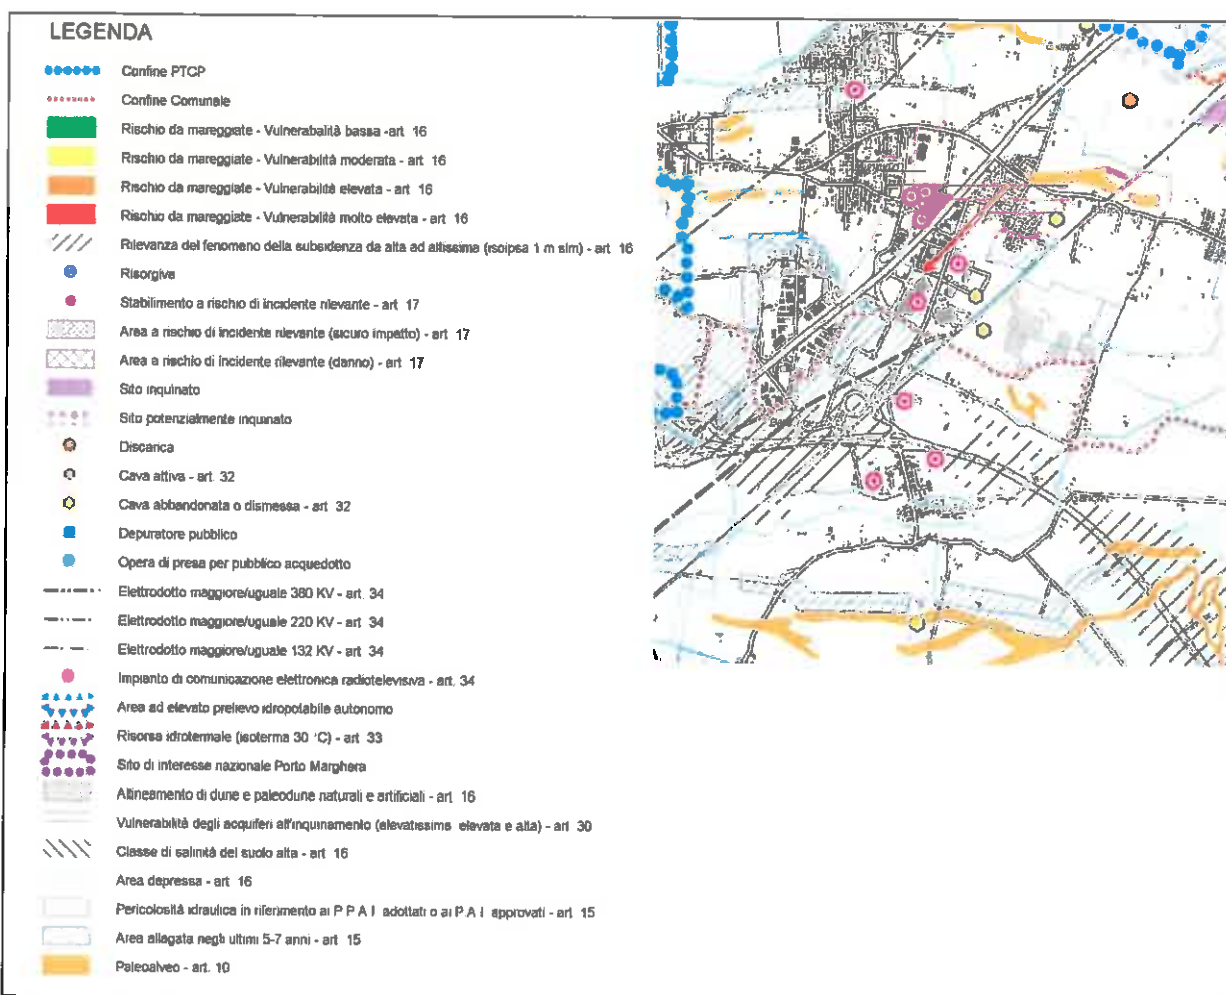 LEGENDA
Confine PTCP
Confine Comunale
Rischio da mareggiate - Vulnerabalità bassa -art 16
Rischio da mareggiate - Vulnerabilità moderata - art 16
Rischio da mareggiate - Vulnerabilità elevata - art 16
Rischio da mareggiate - Vulnerabilità molto elevata - art 16
Rilevanza del fenomeno della subsidenza da alta ad altissima (isoipsa 1 m slm) - art 16
Risorgive
Stabilimento a rischio di incidente rilevante - art 17
Area a rischio di incidente rilevante (sicuro impatto) - art 17
Area a rischio di incidente rilevante (danno) - art 17
Sito inquinato
Sito potenzialmente inquinato
Discarica
Cava attiva - art 32
Cava abbandonata o dismessa - art 32
Depuratore pubblico
Opera di presa per pubblico acquedotto
Elettrodotto maggiore/uguale 380 KV - art 34
Elettrodotto maggiore/uguale 220 KV - art 34
Elettrodotto maggiore/uguale 132 KV - art 34
Impianto di comunicazione elettronica radiotelevisiva - art. 34
Area ad elevato prelievo idropotabile autonomo
Risorsa idrotermale (isoterma 30 °C) - art 33
Sito di interesse nazionale Porto Marghera
Allineamento di dune e paleodune naturali e artificiali - art 16
Vulnerabilità degli acquiferi all'inquinamento (elevatissima elevata e alta) - art 30
Classe di salinità del suolo alta - art 16
Area depressa - art 16
Pericolosità idraulica in riferimento ai P P A I adottati o ai P.A I approvati - art 15
Area allagata negli ultimi 5-7 anni - art 15
Paleoalveo - art. 10